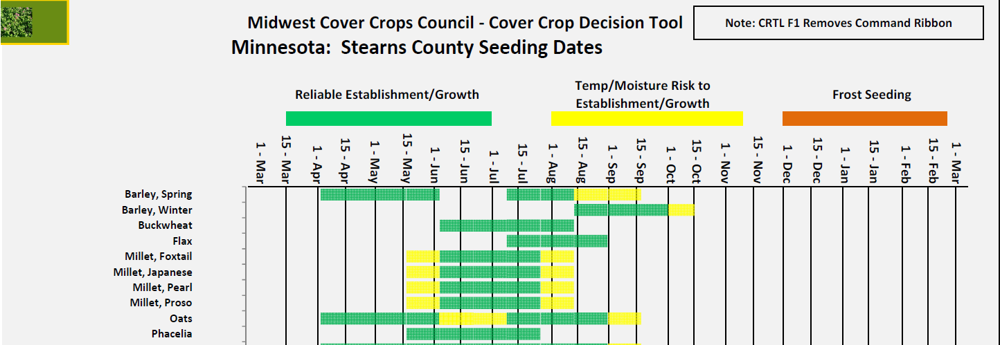 Midwest Cover Crops Council - Cover Crop Decision Tool
Note: CRTL F1 Removes Command Ribbon
Minnesota: Stearns County Seeding Dates
Reliable Establishment/Growth
Temp/Moisture Risk to
Establishment/Growth
Frost Seeding
1 - Mar
15 - Mar
1 - Apr
15 - Apr
1 - May
15 - May
1 - Jun
15 - Jun
1 - Jul
15 - Jul
1 - Aug
15 - Aug
1 - Sep
15 - Sep
1 - Oct
15 - Oct
1 - Nov
15 - Nov
1 - Dec
15 - Dec
1 - Jan
15 - Jan
1 - Feb
15 - Feb
1 - Mar
Barley, Spring
Barley, Winter
Buckwheat
Flax
Millet, Foxtail
Millet, Japanese
Millet, Pearl
Millet, Proso
Oats
Phacelia